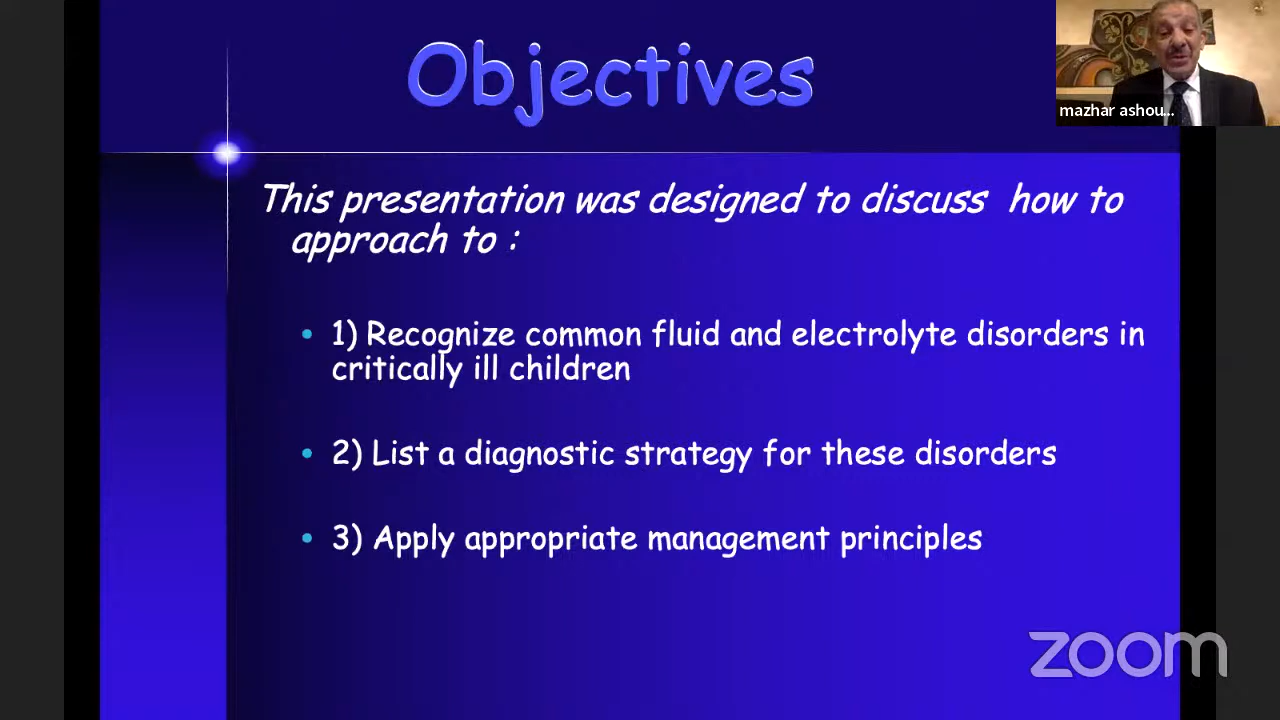 Objectives
mazhar ashou...
This presentation was designed to discuss how to
approach to :
• 1) Recognize common fluid and electrolyte disorders in
critically ill children
• 2) List a diagnostic strategy for these disorders
• 3) Apply appropriate management principles
zoom